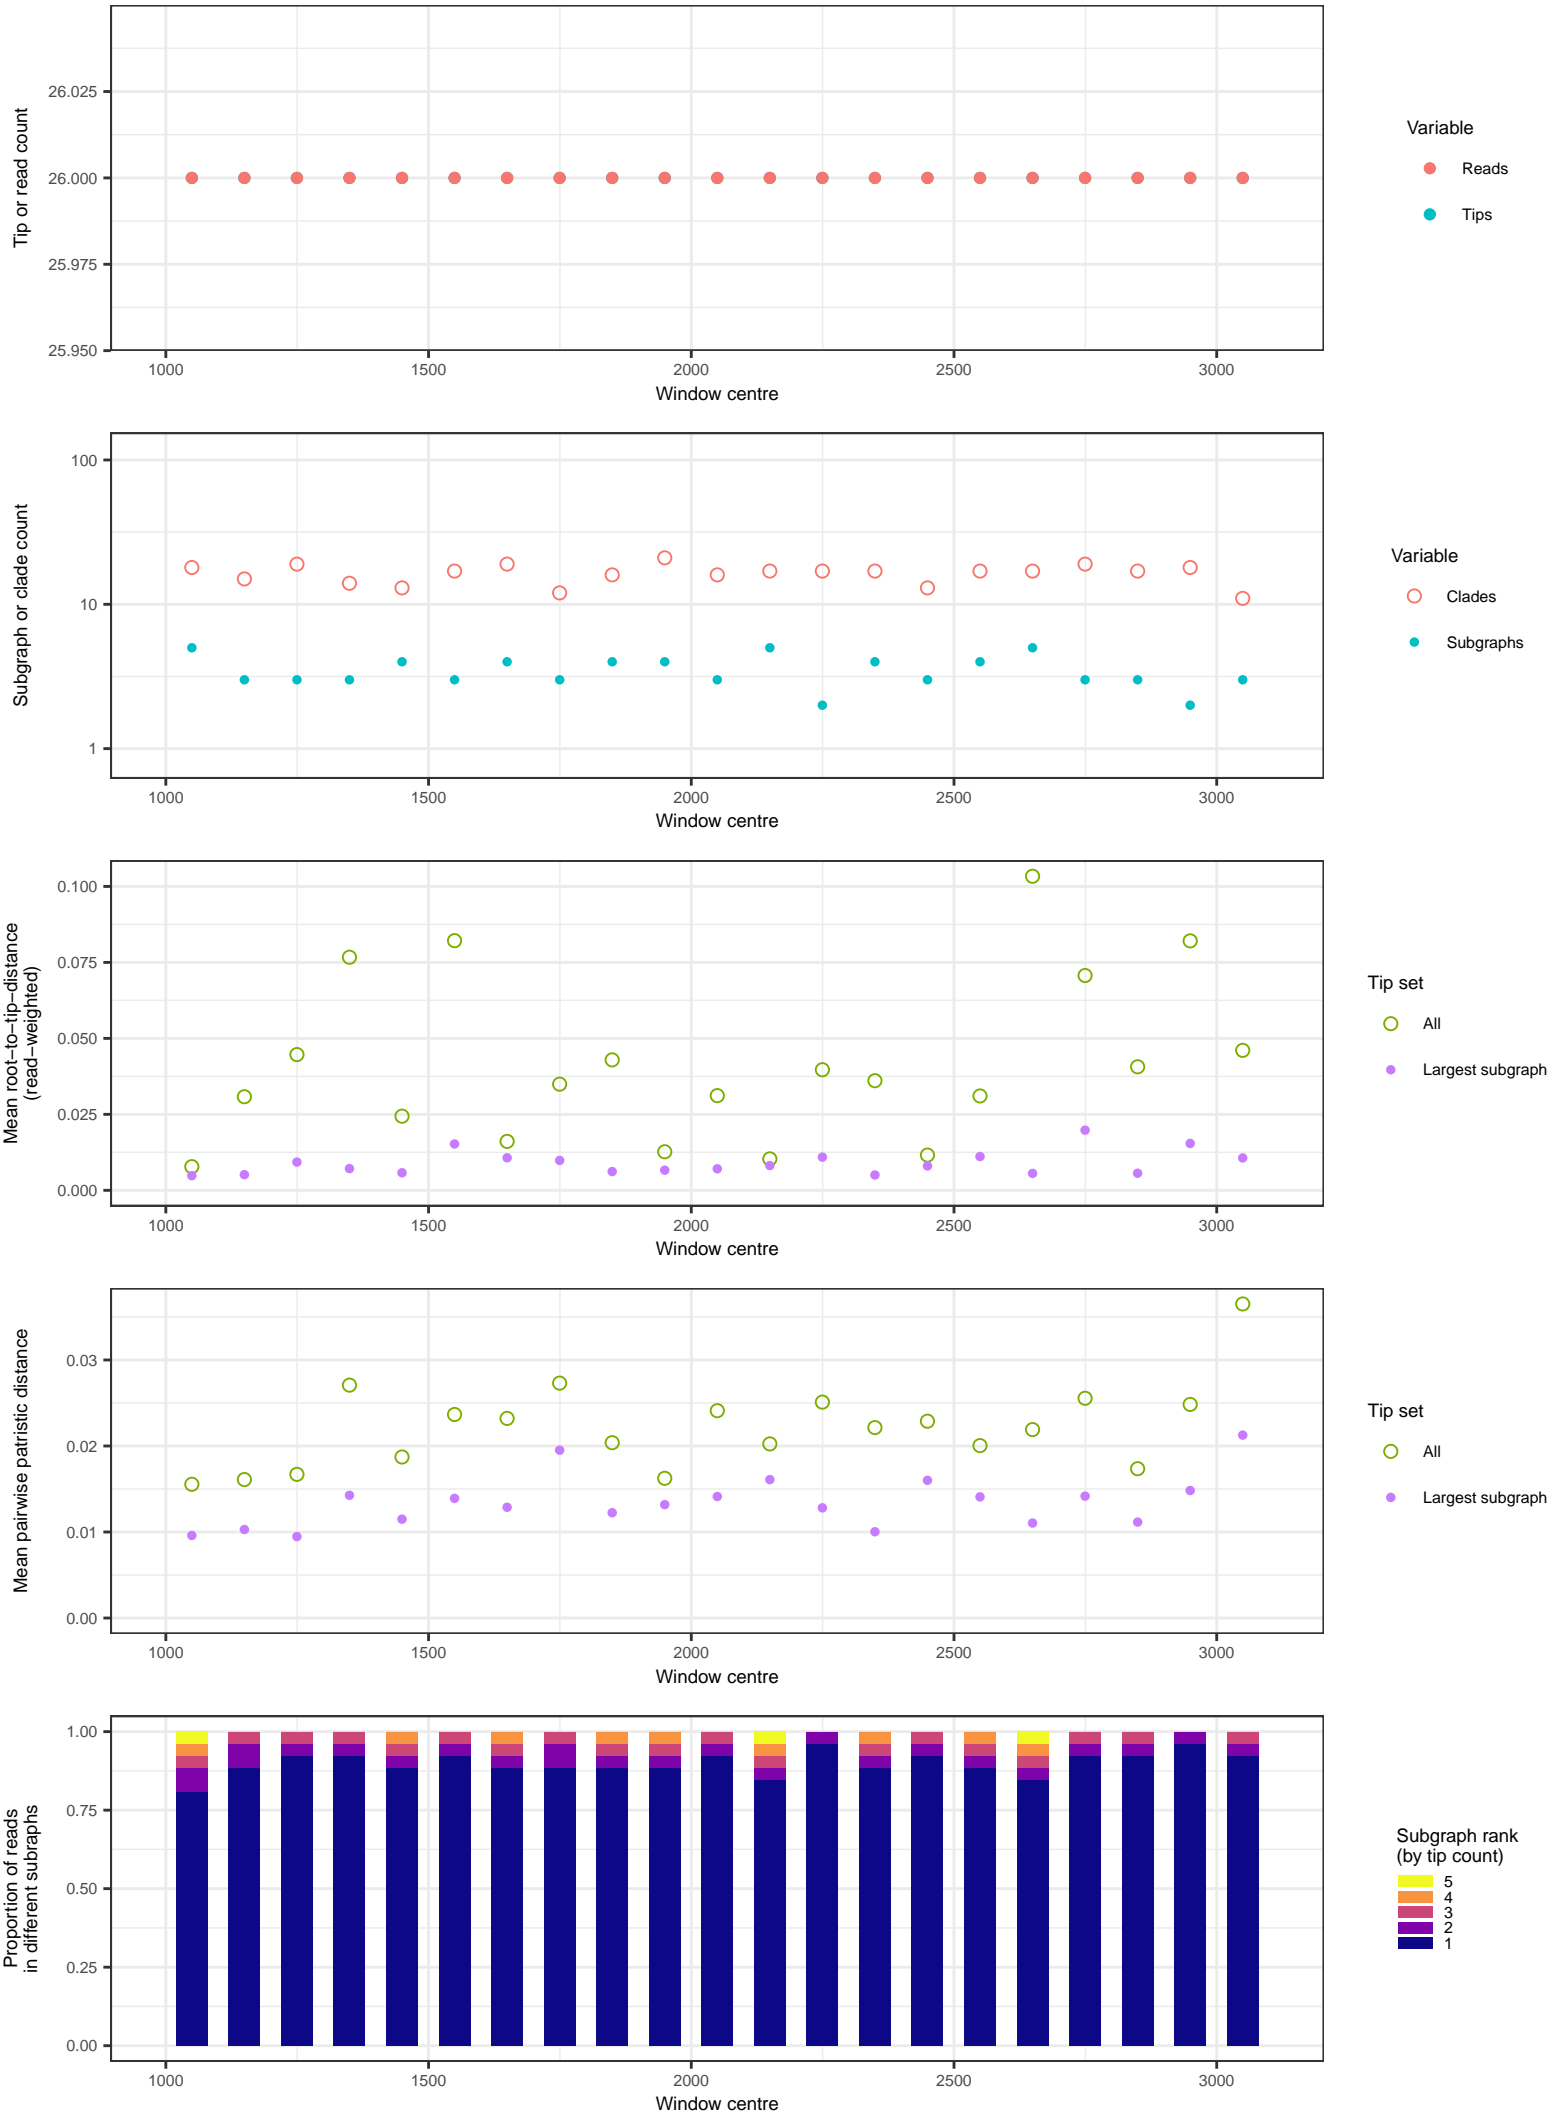 Tip or read count
26.025
26.000
25.975
25.950
1000 1500 2000 2500 3000
Window centre
Variable
Reads
Tips
Subgraph or clade count
100
10
1
1000 1500 2000 2500 3000
Window centre
Variable
Clades
Subgraphs
Mean root−to−tip−distance
(read−weighted)
0.100
0.075
0.050
0.025
0.000
1000 1500 2000 2500 3000
Window centre
Tip set
All
Largest subgraph
Mean pairwise patristic distance
0.03
0.02
0.01
0.00
1000 1500 2000 2500 3000
Window centre
Tip set
All
Largest subgraph
Proportion of reads
in different subraphs
1.00
0.75
0.50
0.25
0.00
1000 1500 2000 2500 3000
Window centre
Subgraph rank
(by tip count)
5
4
3
2
1